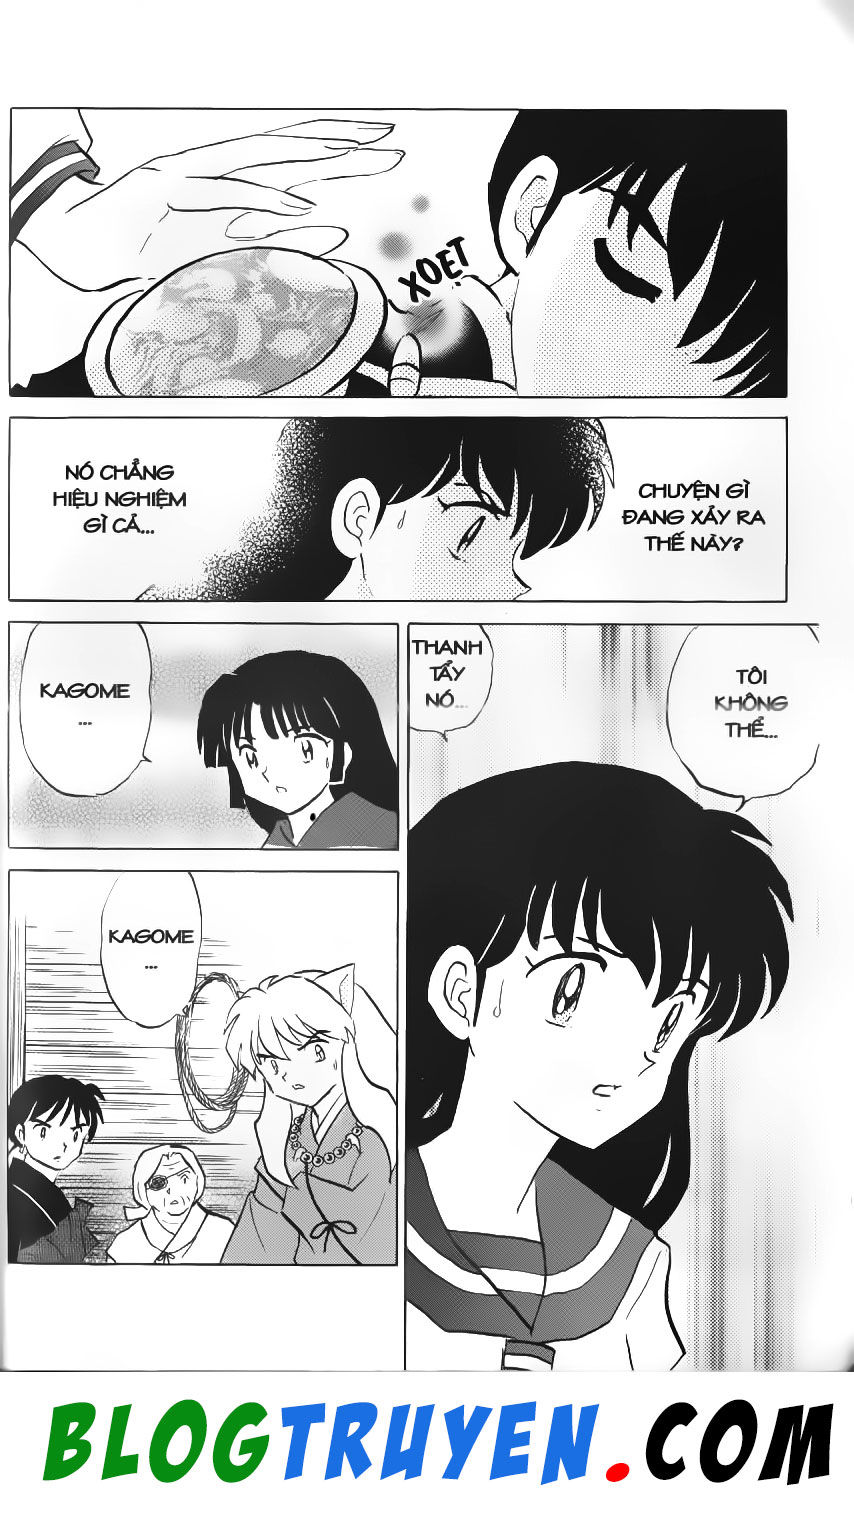 XOẸT
CHUYỆN GÌ
ĐANG XẢY RA
THẾ NÀY?
NÓ CHẲNG
HIỆU NGHIỆM
GÌ CẢ...
TÔI
KHÔNG
THỂ...
THANH
TẨY
NÓ...
KAGOME
...
KAGOME
...
BLOGTRUYEN.COM